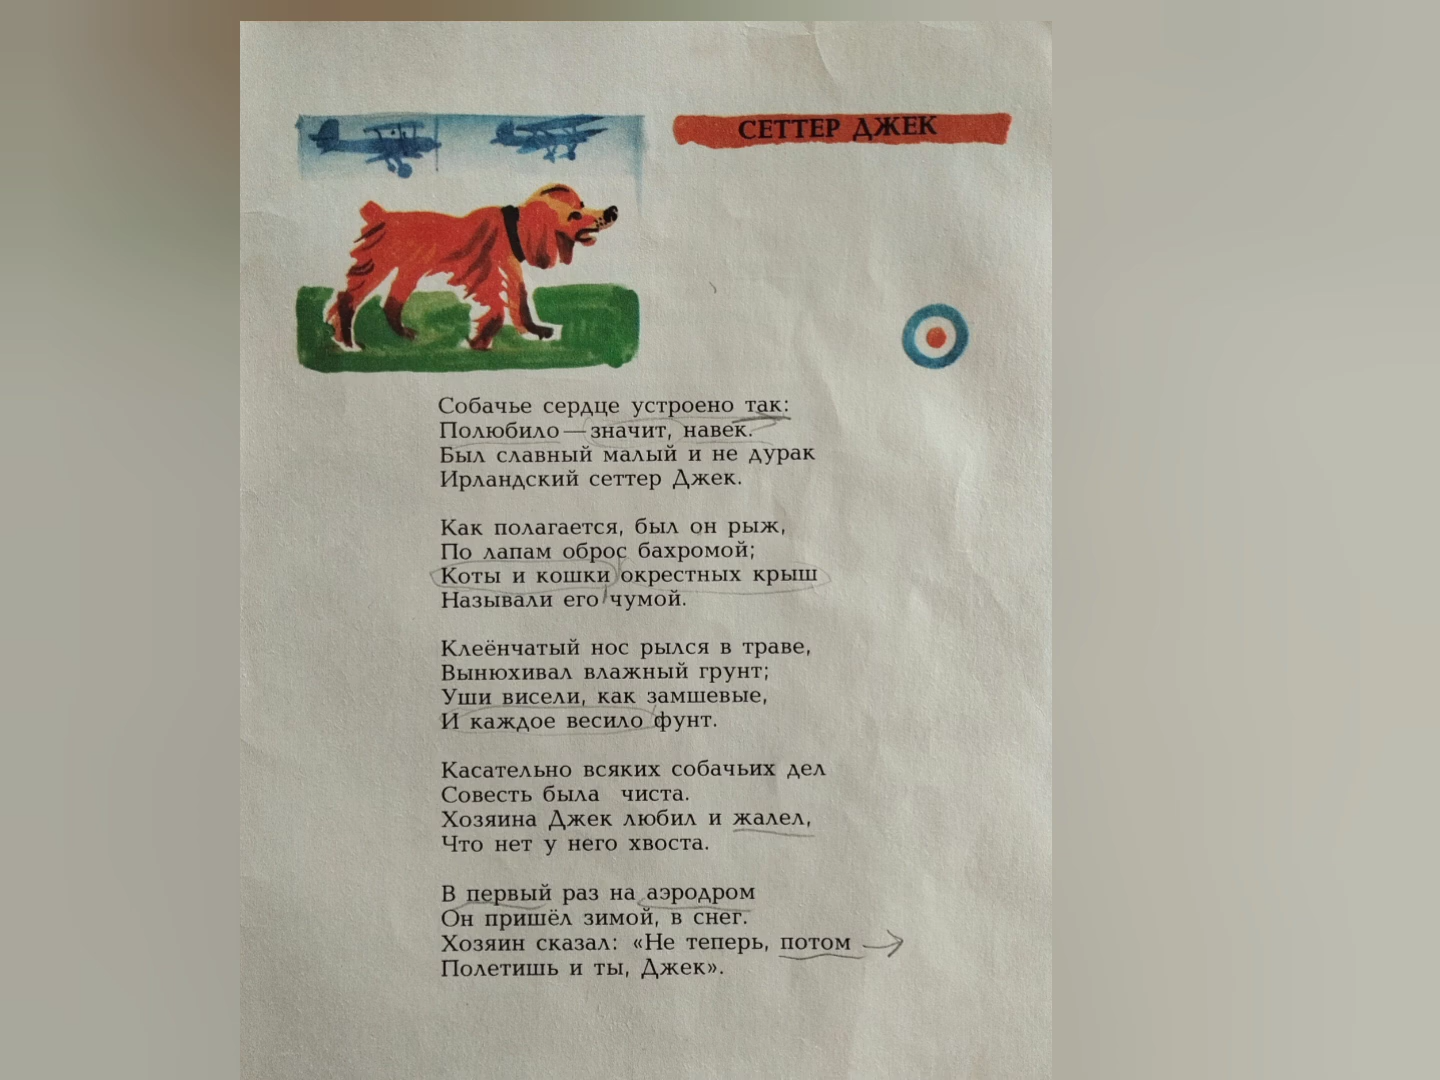 СЕТТЕР ДЖЕК
Собачье сердце устроено так:
Полюбило — значит, навек.
Был славный малый и не дурак
Ирландский сеттер Джек.
Как полагается, был он рыж,
По лапам оброс бахромой;
Коты и кошки окрестных крыш
Называли его чумой.
Клеёнчатый нос рылся в траве,
Вынюхивал влажный грунт;
Уши висели, как замшевые,
И каждое весило фунт.
Касательно всяких собачьих дел
Совесть была чиста.
Хозяина Джек любил и жалел,
Что нет у него хвоста.
В первый раз на аэродром
Он пришёл зимой, в снег.
Хозяин сказал: «Не теперь, потом
Полетишь и ты, Джек».